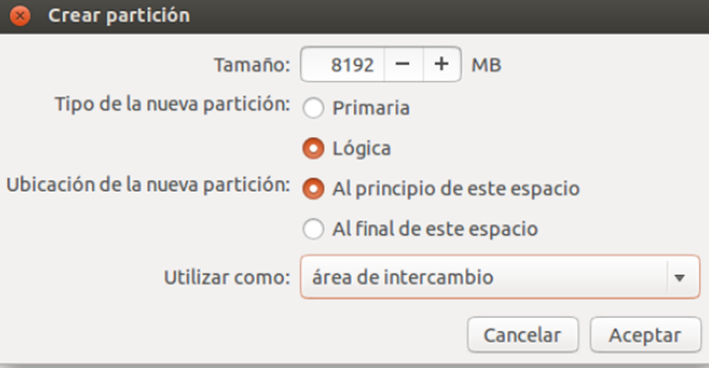 Crear partición
Tamaño: 8192 − + MB
Tipo de la nueva partición: Primaria
Lógica
Ubicación de la nueva partición: Al principio de este espacio
Al final de este espacio
Utilizar como: área de intercambio
Cancelar Aceptar